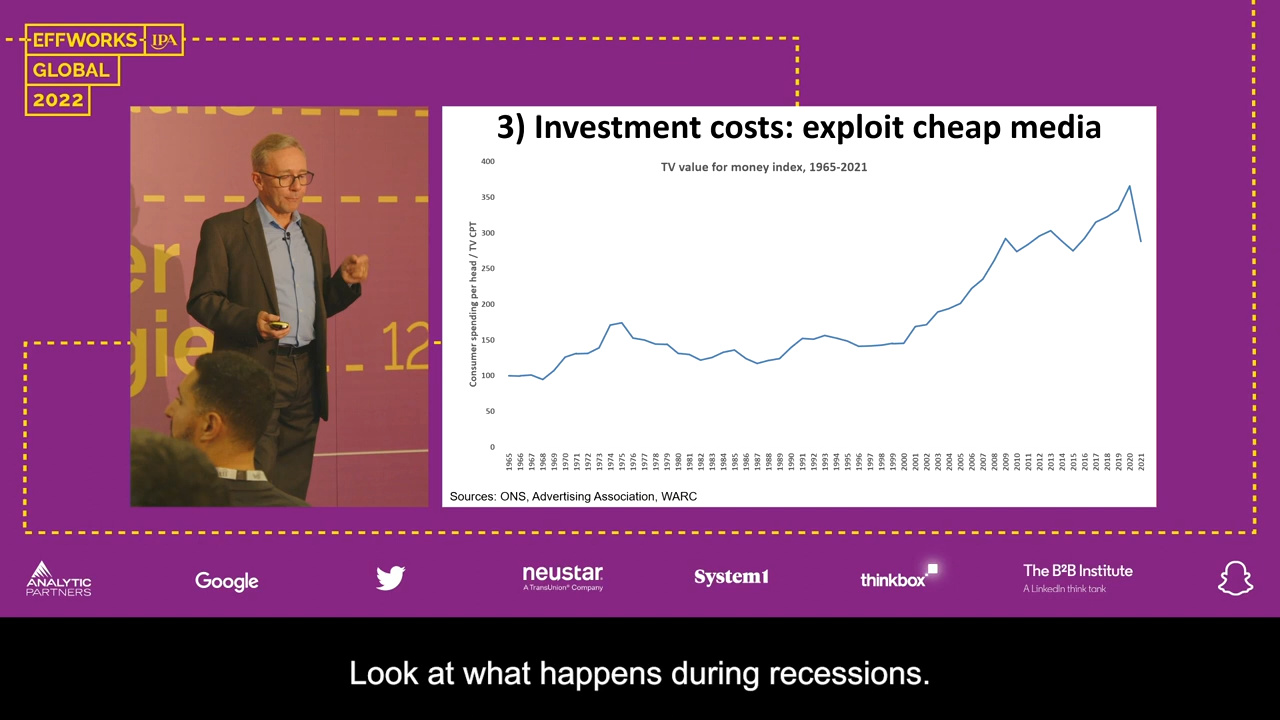 EFFWORKS IPA
GLOBAL
2022
er
gie
12
3) Investment costs: exploit cheap media
TV value for money index, 1965-2021
Consumer spending per head / TV CPT
400
350
300
250
200
150
100
50
0
1965 1966 1967 1968 1969 1970 1971 1972 1973 1974 1975 1976 1977 1978 1979 1980 1981 1982 1983 1984 1985 1986 1987 1988 1989 1990 1991 1992 1993 1994 1995 1996 1997 1998 1999 2000 2001 2002 2003 2004 2005 2006 2007 2008 2009 2010 2011 2012 2013 2014 2015 2016 2017 2018 2019 2020 2021
Sources: ONS, Advertising Association, WARC
ANALYTIC
PARTNERS
Google
neustar
A TransUnion® Company
System1
thinkbox
The B2B Institute
A LinkedIn think tank
Look at what happens during recessions.